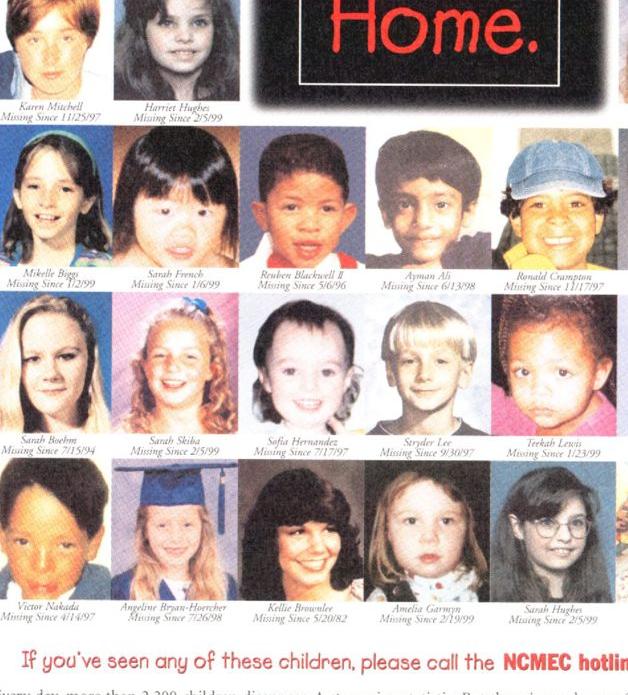 Home.
Karen Mitchell
Missing Since 11/25/97
Harriet Hughes
Missing Since 2/5/99
Mikelle Biggs
Missing Since 1/2/99
Sarah French
Missing Since 1/6/99
Reuben Blackwell II
Missing Since 5/6/96
Ayman Ali
Missing Since 6/13/98
Ronald Crampton
Missing Since 11/17/97
Sarah Boehm
Missing Since 7/15/94
Sarah Skiba
Missing Since 2/5/99
Sofia Hernandez
Missing Since 7/17/97
Stryder Lee
Missing Since 9/30/97
Teekah Lewis
Missing Since 1/23/99
Victor Nakada
Missing Since 4/14/97
Angeline Bryan-Hoercher
Missing Since 7/26/98
Kellie Brownlee
Missing Since 5/20/82
Amelia Garmyn
Missing Since 2/19/99
Sarah Hughes
Missing Since 2/5/99
If you've seen any of these children, please call the NCMEC hotlin